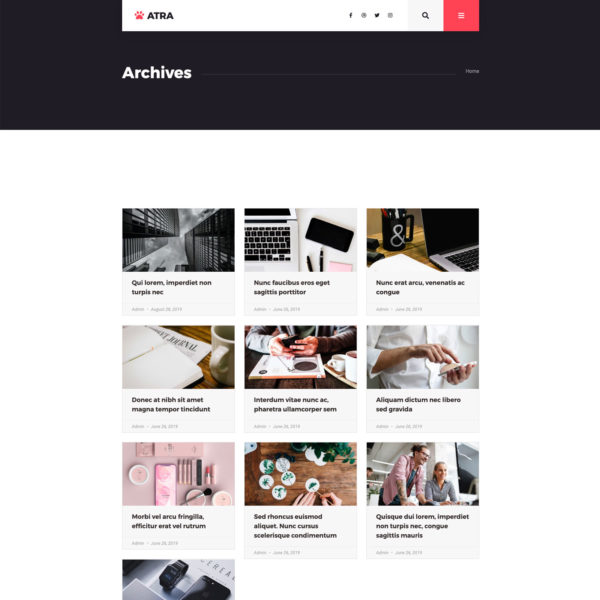 ATRA
Archives
Home
Qui lorem, imperdiet non
turpis nec
Admin • August 28, 2019
Nunc faucibus eros eget
sagittis porttitor
Admin • June 26, 2019
Nunc erat arcu, venenatis ac
congue
Admin • June 26, 2019
JOURNAL
Donec at nibh sit amet
magna tempor tincidunt
Admin • June 26, 2019
Interdum vitae nunc ac,
pharetra ullamcorper sem
Admin • June 26, 2019
Aliquam dictum nec libero
sed gravida
Admin • June 26, 2019
Morbi vel arcu fringilla,
efficitur erat vel rutrum
Admin • June 26, 2019
Sed rhoncus euismod
aliquet. Nunc cursus
scelerisque condimentum
Admin • June 26, 2019
Quisque dui lorem, imperdiet
non turpis nec, congue
sagittis mauris
Admin • June 26, 2019
CEREAL